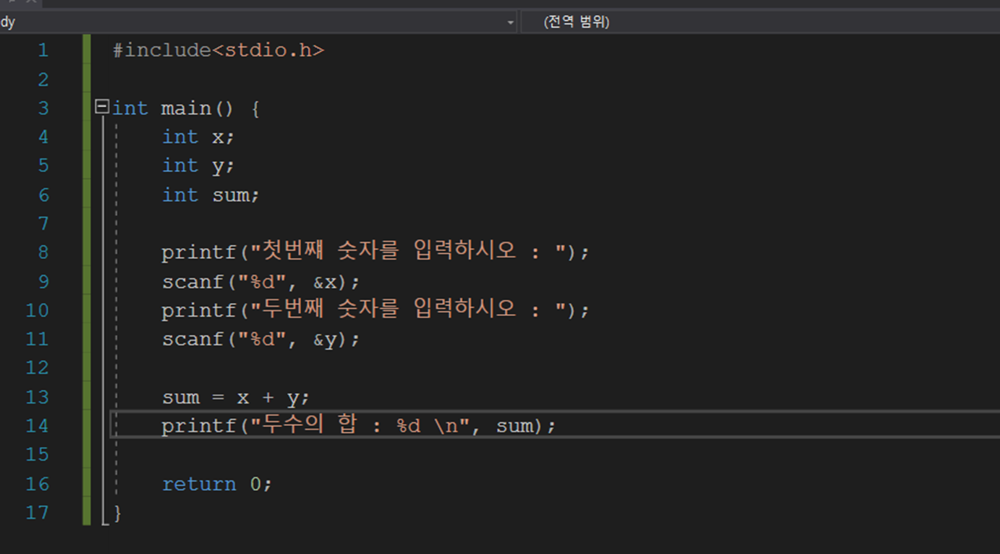 dy (전역 범위)
1 #include<stdio.h>
2
3 int main() {
4 int x;
5 int y;
6 int sum;
7
8 printf("첫번째 숫자를 입력하시오 : ");
9 scanf("%d", &x);
10 printf("두번째 숫자를 입력하시오 : ");
11 scanf("%d", &y);
12
13 sum = x + y;
14 printf("두수의 합 : %d \n", sum);
15
16 return 0;
17 }